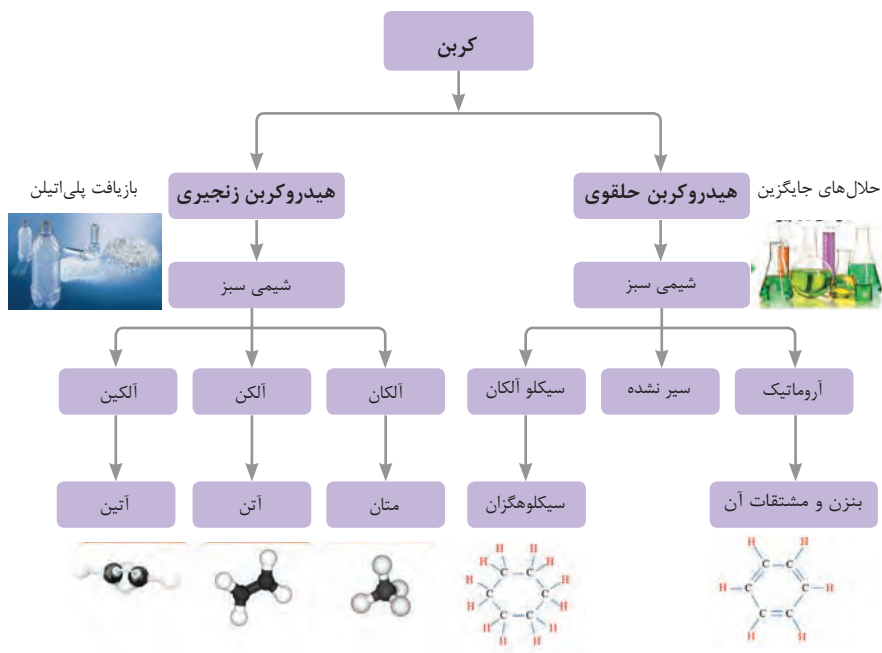 کربن
هیدروکربن حلقوی
هیدروکربن زنجیری
حلال‌های جایگزین
بازیافت پلی‌اتیلن
شیمی سبز
شیمی سبز
آروماتیک
سیر نشده
سیکلو آلکان
آلکان
آلکن
آلکین
بنزن و مشتقات آن
سیکلوهگزان
متان
آتن
آتین
H H
C C
H C C H
C C
H H
H H
H H
H C C H
H C C H
H C C H
H H
H H